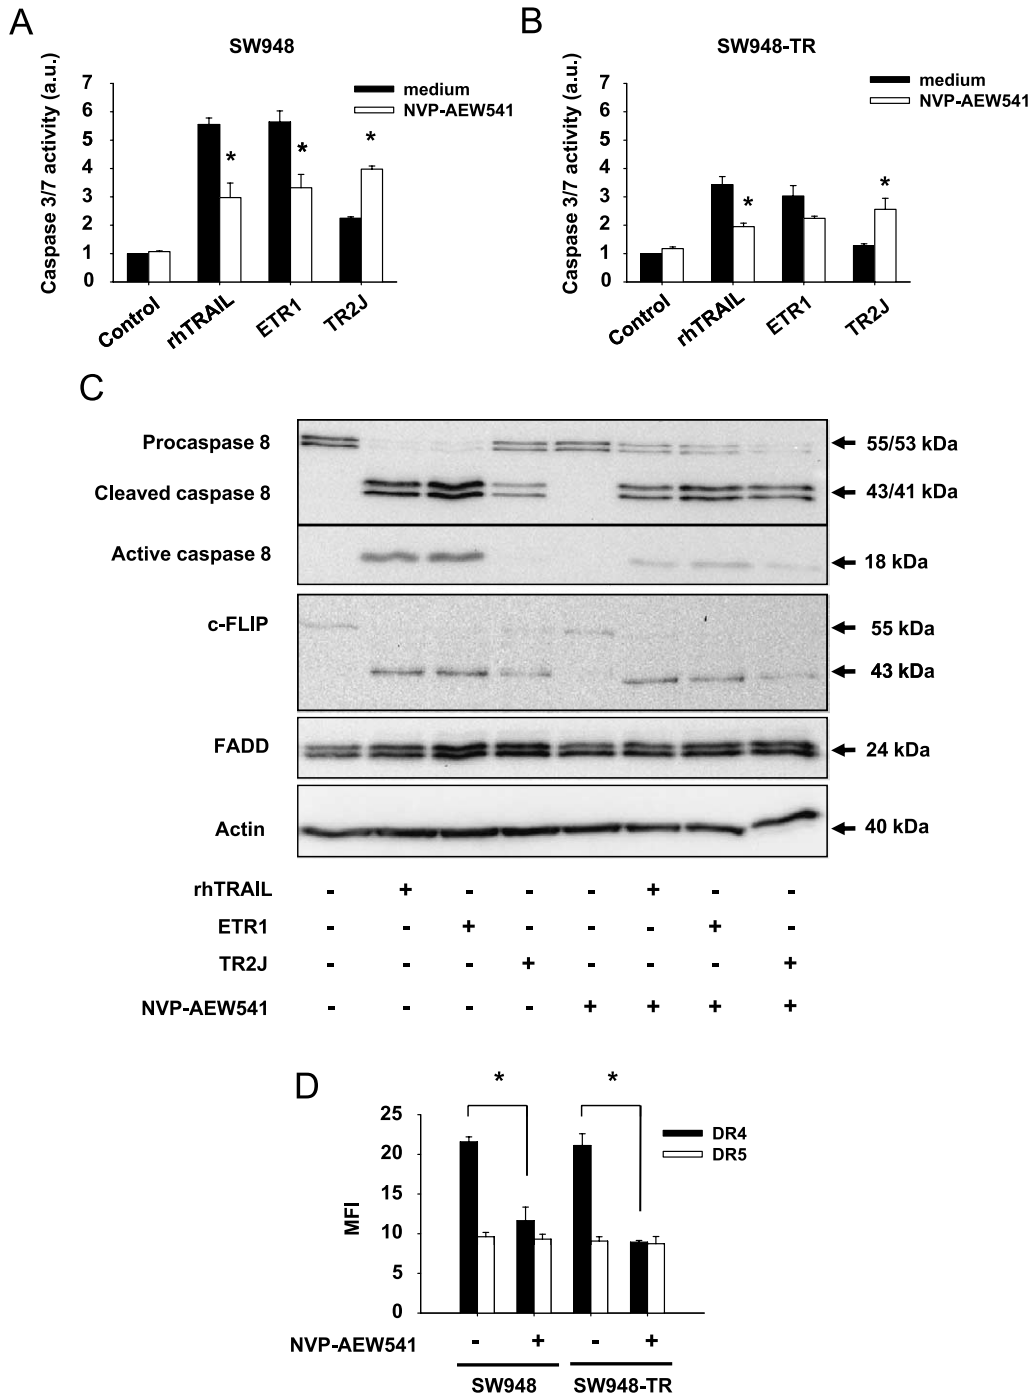 A
SW948
Caspase 3/7 activity (a.u.)
7
6
5
4
3
2
1
0
medium
NVP-AEW541
*
*
*
Control
rhTRAIL
ETR1
TR2J
B
SW948-TR
Caspase 3/7 activity (a.u.)
7
6
5
4
3
2
1
0
medium
NVP-AEW541
*
*
Control
rhTRAIL
ETR1
TR2J
C
Procaspase 8
55/53 kDa
Cleaved caspase 8
43/41 kDa
Active caspase 8
18 kDa
c-FLIP
55 kDa
43 kDa
FADD
24 kDa
Actin
40 kDa
rhTRAIL - + - - - + - -
ETR1 - - + - - - + -
TR2J - - - + - - - +
NVP-AEW541 - - - - + + + +
D
*
*
MFI
25
20
15
10
5
0
DR4
DR5
NVP-AEW541 - + - +
SW948 SW948-TR